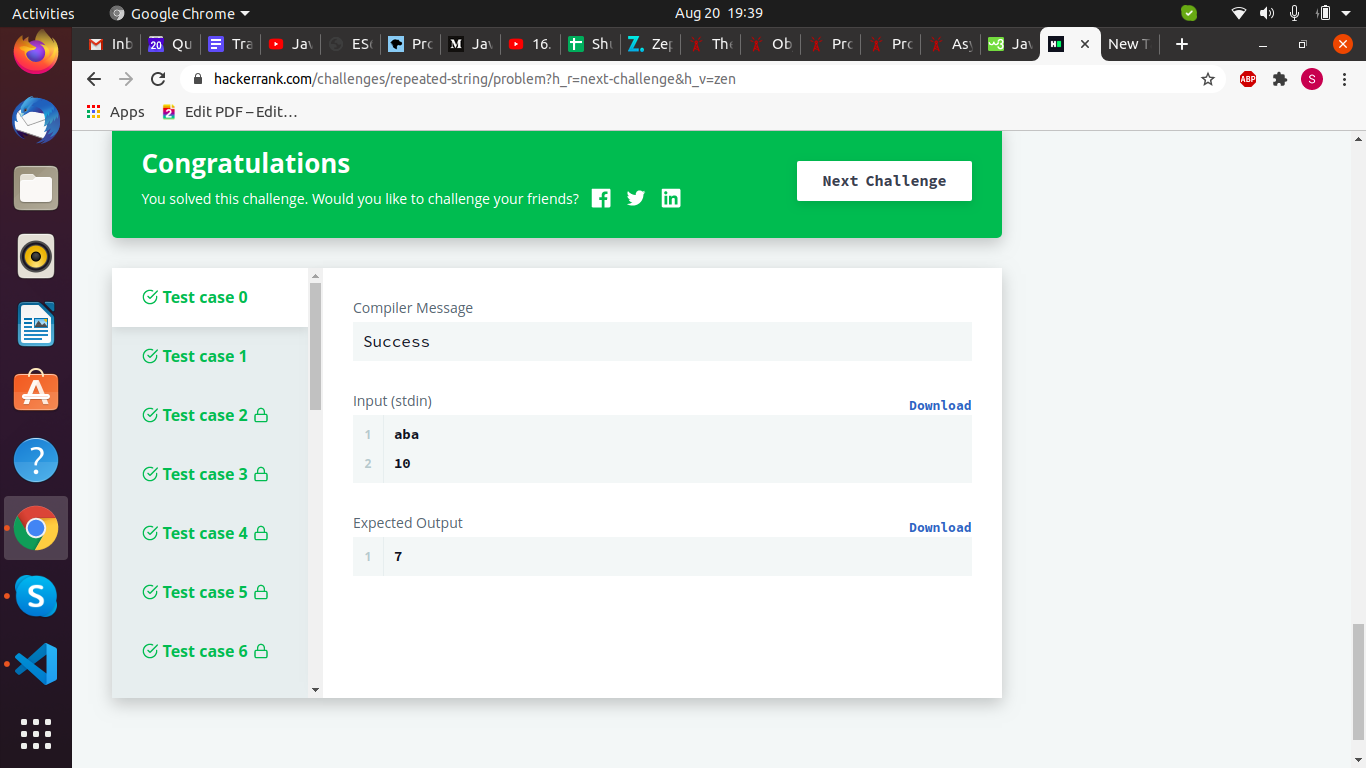 Activities Google Chrome Aug 20 19:39
Inb Qu Tra Jav ESC Pro Jav 16. Shu Zep The Ob Pro Pro Asy Jav New T
hackerrank.com/challenges/repeated-string/problem?h_r=next-challenge&h_v=zen ABP S
Apps Edit PDF – Edit…
Congratulations
You solved this challenge. Would you like to challenge your friends?
Next Challenge
Test case 0
Test case 1
Test case 2
Test case 3
Test case 4
Test case 5
Test case 6
Compiler Message
Success
Input (stdin) Download
1 aba
2 10
Expected Output Download
1 7